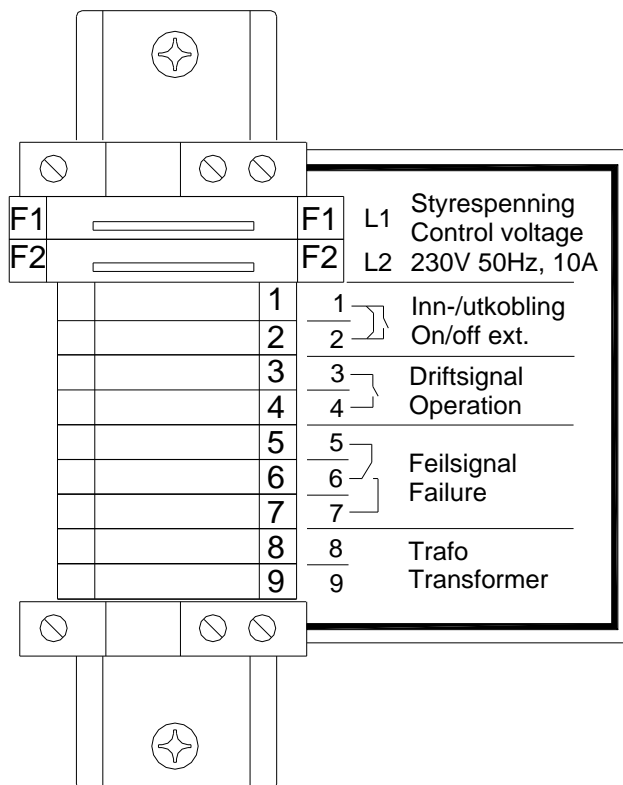 F1 F1 L1 Styrespenning
Control voltage
F2 F2 L2 230V 50Hz, 10A
1 1 Inn-/utkobling
2 2 On/off ext.
3 3 Driftsignal
4 4 Operation
5 5
6 6 Feilsignal
Failure
7 7
8 8 Trafo
9 9 Transformer